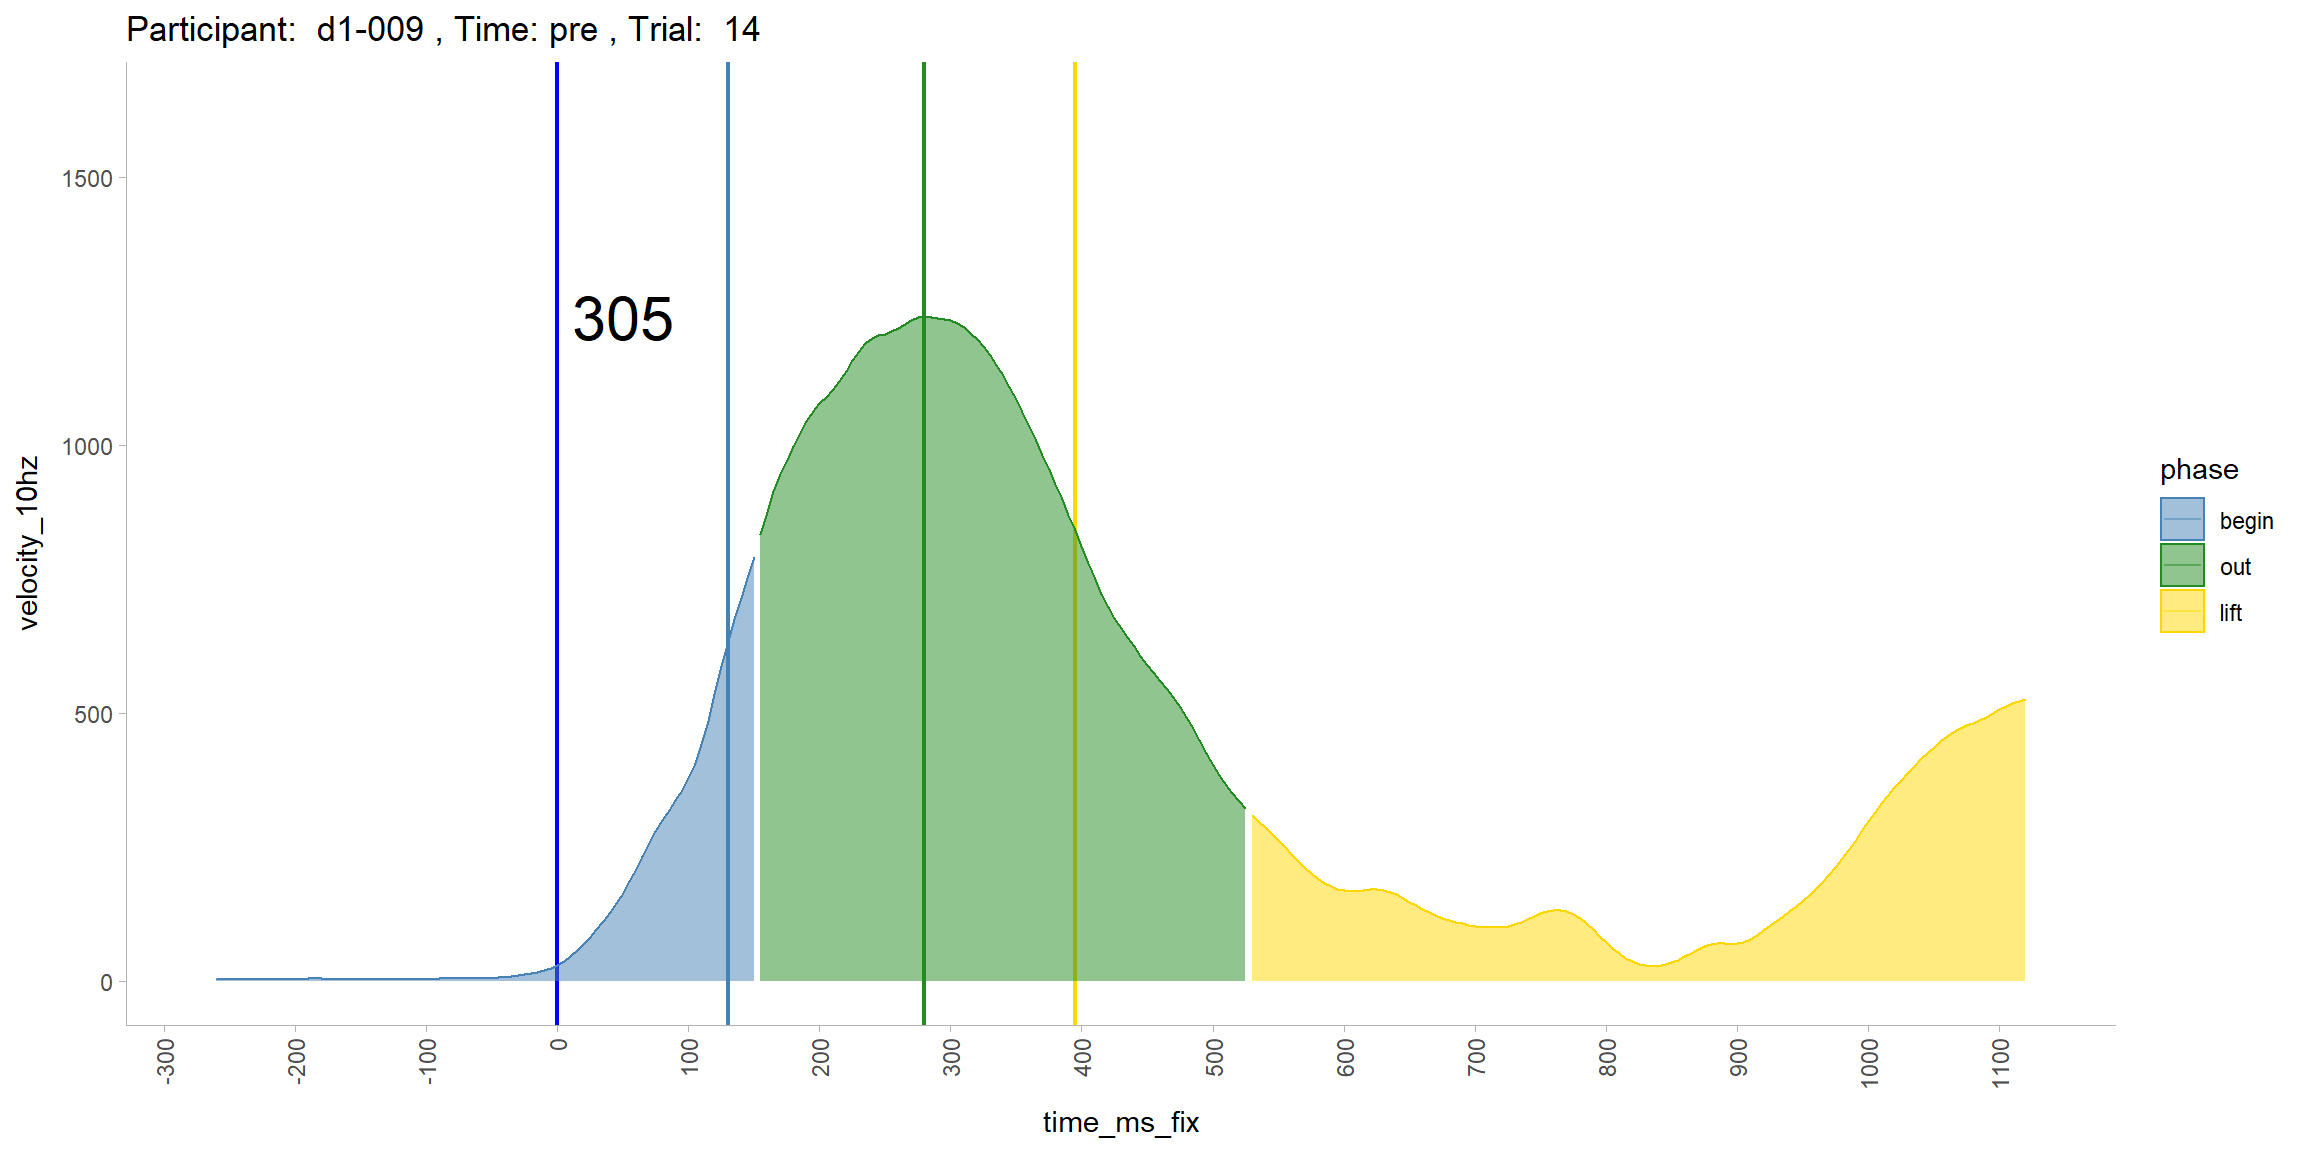 Participant:  d1-009 , Time: pre , Trial:  14
1500
1000
500
0
velocity_10hz
305
-300
-200
-100
0
100
200
300
400
500
600
700
800
900
1000
1100
time_ms_fix
phase
begin
out
lift